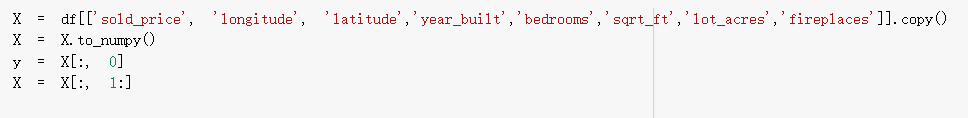 X = df[['sold_price', 'longitude', 'latitude','year_built','bedrooms','sqrt_ft','lot_acres','fireplaces']].copy()
X = X.to_numpy()
y = X[:, 0]
X = X[:, 1:]